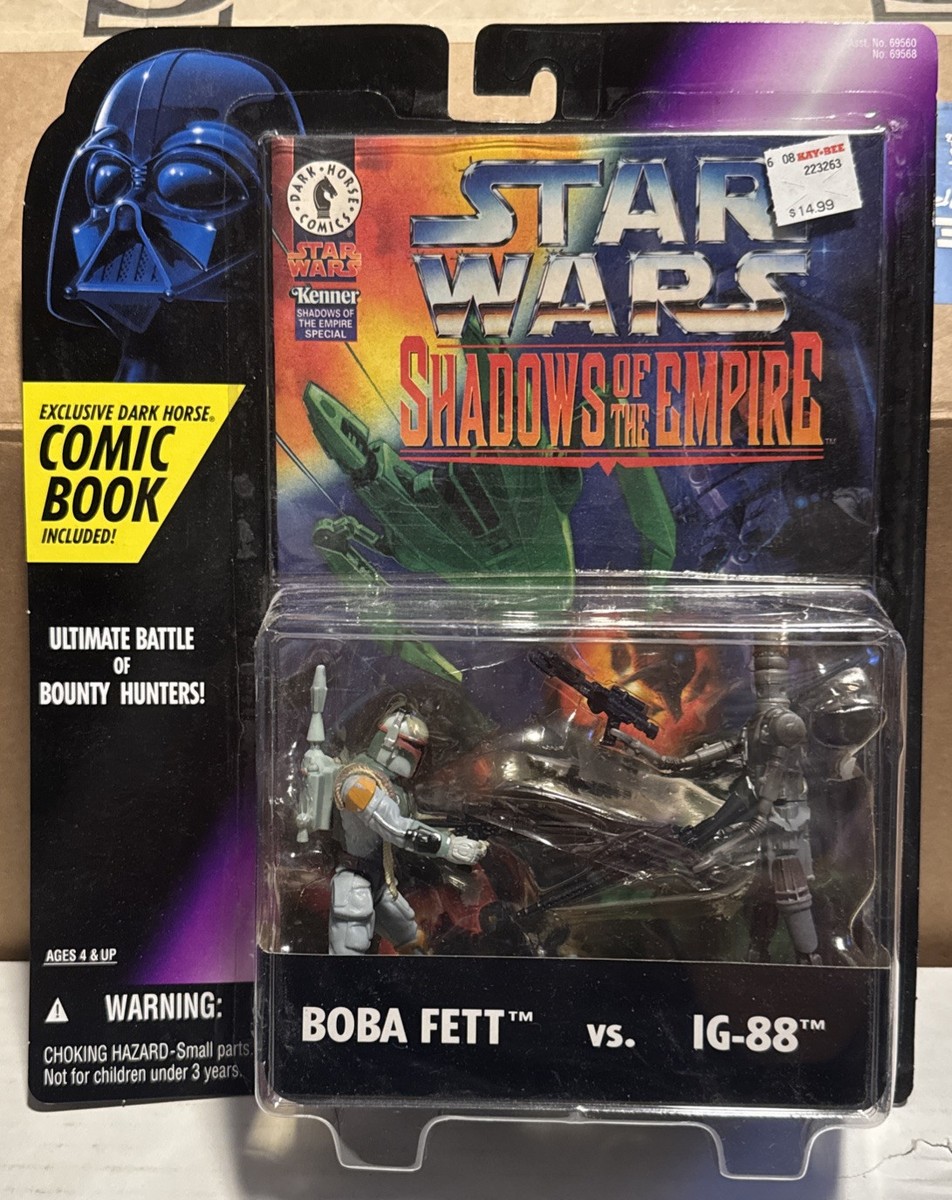 Asst. No. 69560
No. 69568
6 08 KAY·BEE
223263
$14.99
DARK·HORSE·
COMICS·
STAR
WARS
Kenner
SHADOWS OF
THE EMPIRE
SPECIAL
STAR
WARS
SHADOWS OF THE EMPIRE™
EXCLUSIVE DARK HORSE®
COMIC
BOOK
INCLUDED!
ULTIMATE BATTLE
OF
BOUNTY HUNTERS!
AGES 4 & UP
WARNING:
CHOKING HAZARD-Small parts.
Not for children under 3 years.
BOBA FETT™ vs. IG-88™